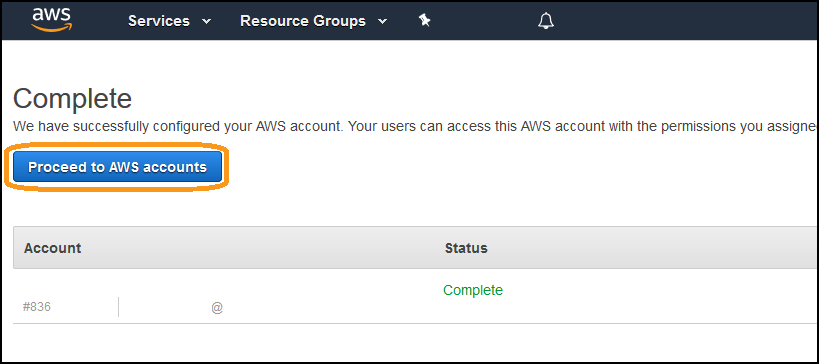 aws Services Resource Groups
Complete
We have successfully configured your AWS account. Your users can access this AWS account with the permissions you assigned
Proceed to AWS accounts
Account Status
Complete
#836 @